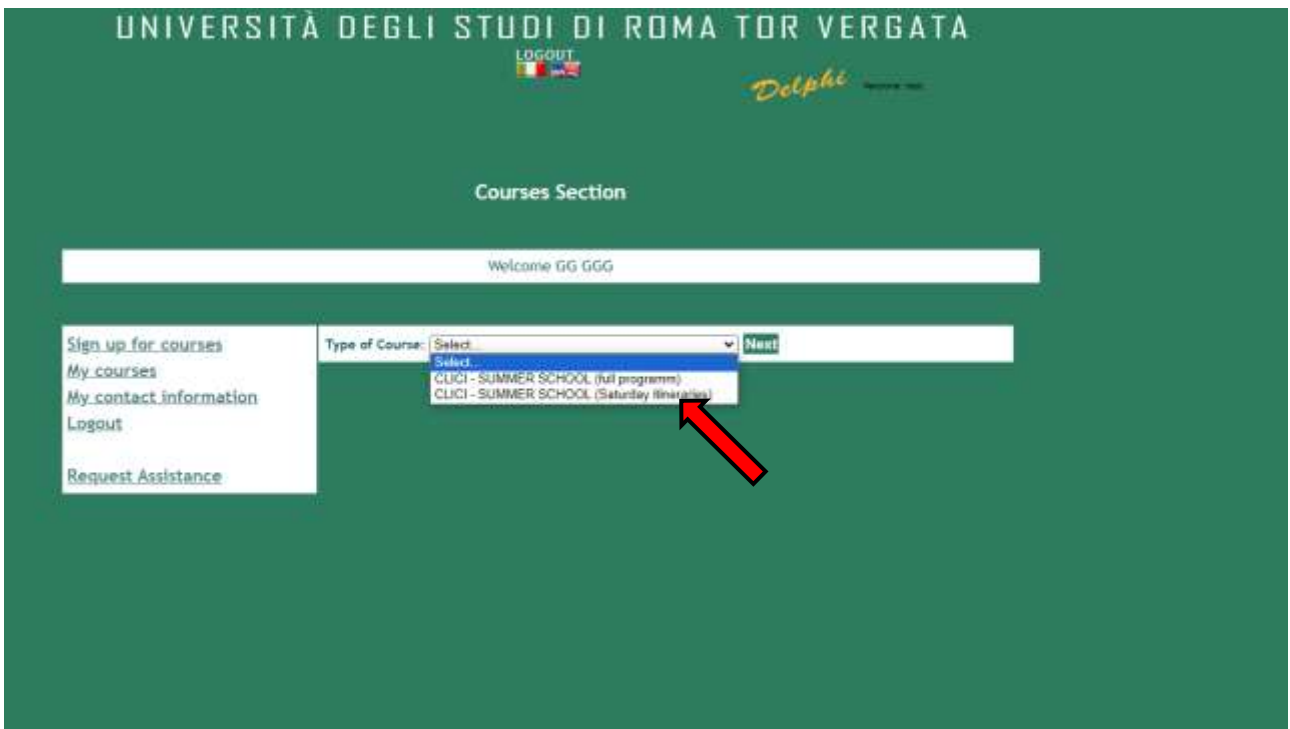 UNIVERSITÀ DEGLI STUDI DI ROMA TOR VERGATA
LOGOUT
Delphi
Courses Section
Welcome GG GGG
Sign up for courses
My courses
My contact information
Logout
Request Assistance
Type of Course: Select... Next
Select...
CLICI - SUMMER SCHOOL (full programm)
CLICI - SUMMER SCHOOL (Saturday Itineraries)